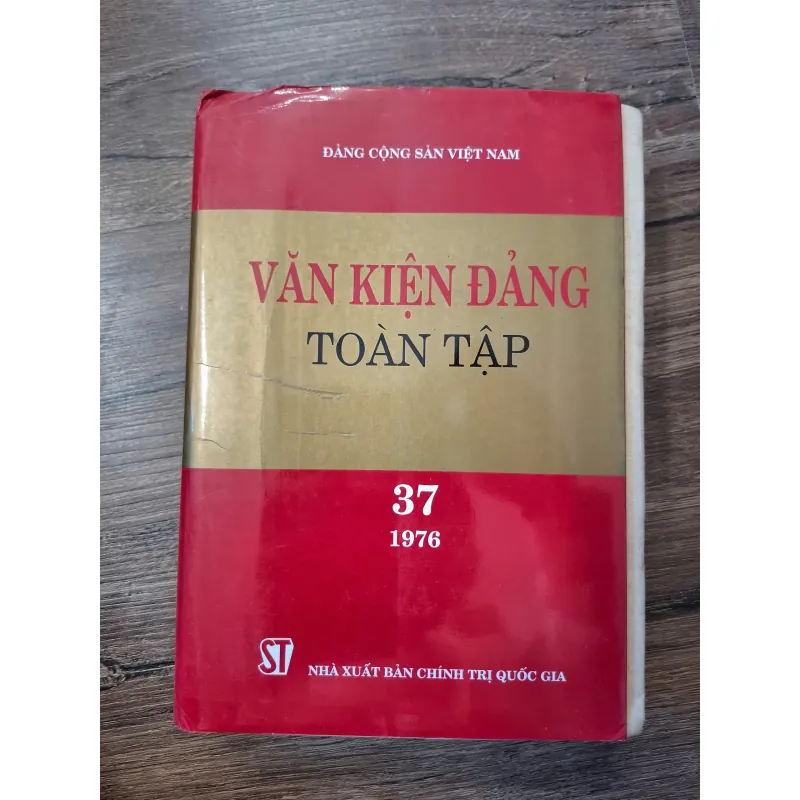 ĐẢNG CỘNG SẢN VIỆT NAM
VĂN KIỆN ĐẢNG
TOÀN TẬP
37
1976
ST
NHÀ XUẤT BẢN CHÍNH TRỊ QUỐC GIA